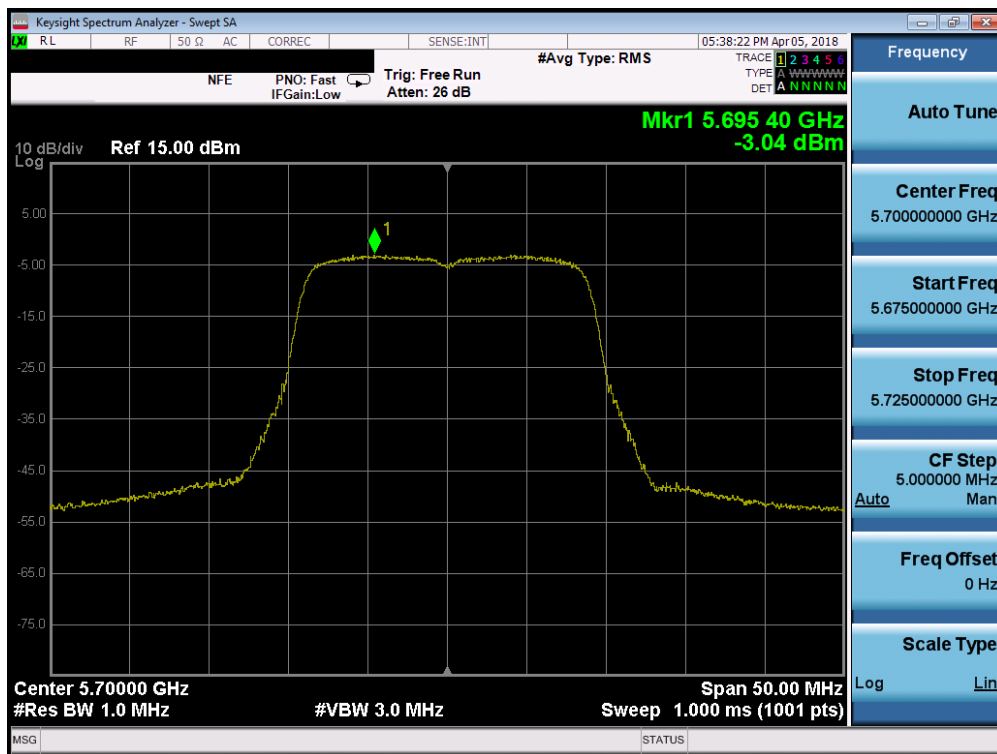 Keysight Spectrum Analyzer - Swept SA
LXI RL RF 50 Ω AC CORREC SENSE:INT 05:38:22 PM Apr 05, 2018
#Avg Type: RMS TRACE 1 2 3 4 5 6
NFE PNO: Fast Trig: Free Run TYPE A WWWWW
IFGain:Low Atten: 26 dB DET A N N N N N
Mkr1 5.695 40 GHz
10 dB/div Ref 15.00 dBm -3.04 dBm
Log
5.00
1
-5.00
-15.0
-25.0
-35.0
-45.0
-55.0
-65.0
-75.0
Center 5.70000 GHz Span 50.00 MHz
#Res BW 1.0 MHz #VBW 3.0 MHz Sweep 1.000 ms (1001 pts)
MSG STATUS
Frequency
Auto Tune
Center Freq
5.700000000 GHz
Start Freq
5.675000000 GHz
Stop Freq
5.725000000 GHz
CF Step
5.000000 MHz
Auto Man
Freq Offset
0 Hz
Scale Type
Log Lin